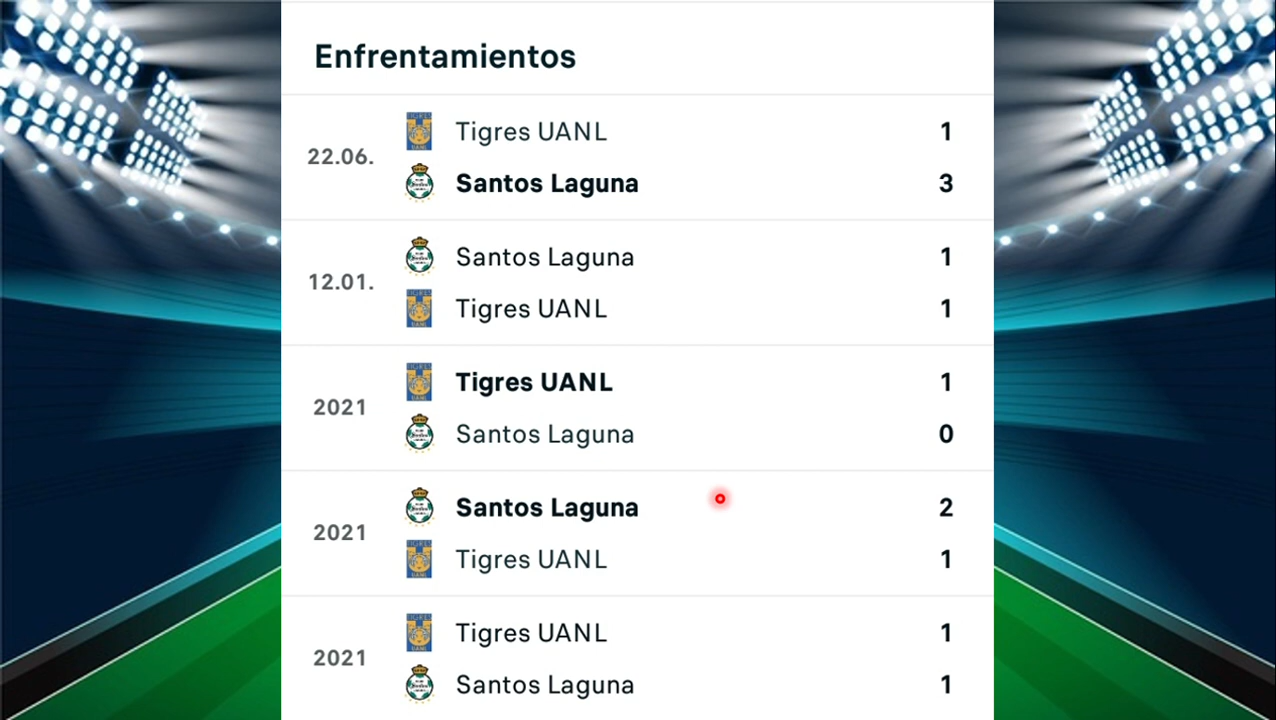 Enfrentamientos
22.06.
Tigres UANL 1
Santos Laguna 3
12.01.
Santos Laguna 1
Tigres UANL 1
2021
Tigres UANL 1
Santos Laguna 0
2021
Santos Laguna 2
Tigres UANL 1
2021
Tigres UANL 1
Santos Laguna 1